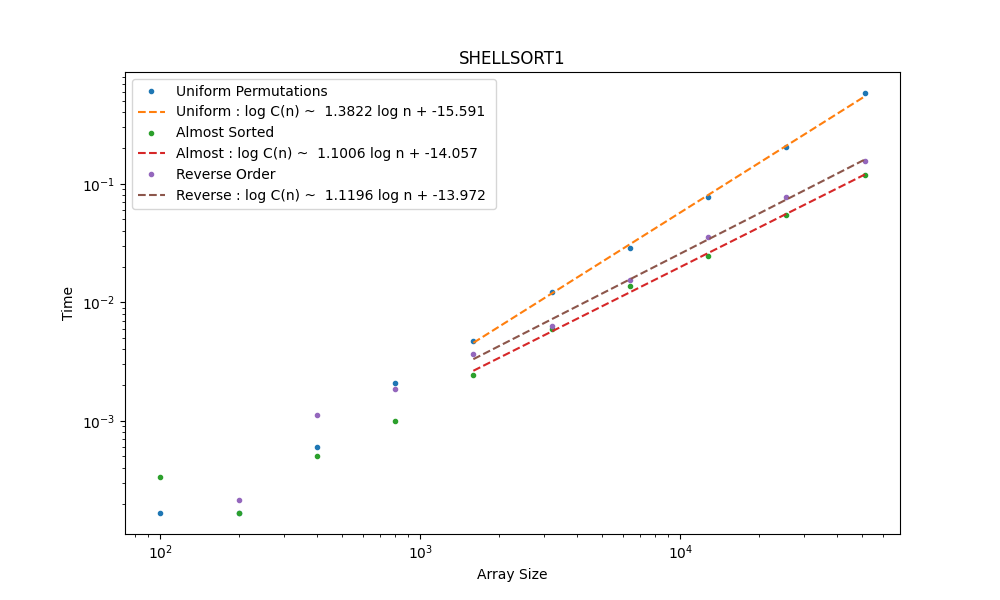 SHELLSORT1
Uniform Permutations
Uniform : log C(n) ~  1.3822 log n + -15.591
Almost Sorted
Almost : log C(n) ~  1.1006 log n + -14.057
Reverse Order
Reverse : log C(n) ~  1.1196 log n + -13.972
Time
10⁻¹
10⁻²
10⁻³
10² 10³ 10⁴
Array Size